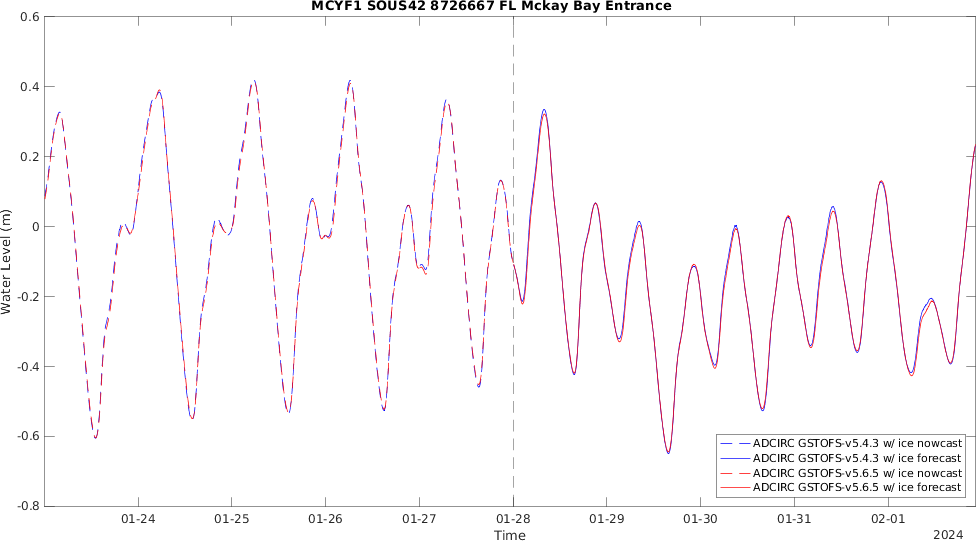 MCYF1 SOUS42 8726667 FL Mckay Bay Entrance
0.6
0.4
0.2
0
-0.2
-0.4
-0.6
-0.8
Water Level (m)
01-24
01-25
01-26
01-27
01-28
01-29
01-30
01-31
02-01
Time
2024
ADCIRC GSTOFS-v5.4.3 w/ ice nowcast
ADCIRC GSTOFS-v5.4.3 w/ ice forecast
ADCIRC GSTOFS-v5.6.5 w/ ice nowcast
ADCIRC GSTOFS-v5.6.5 w/ ice forecast